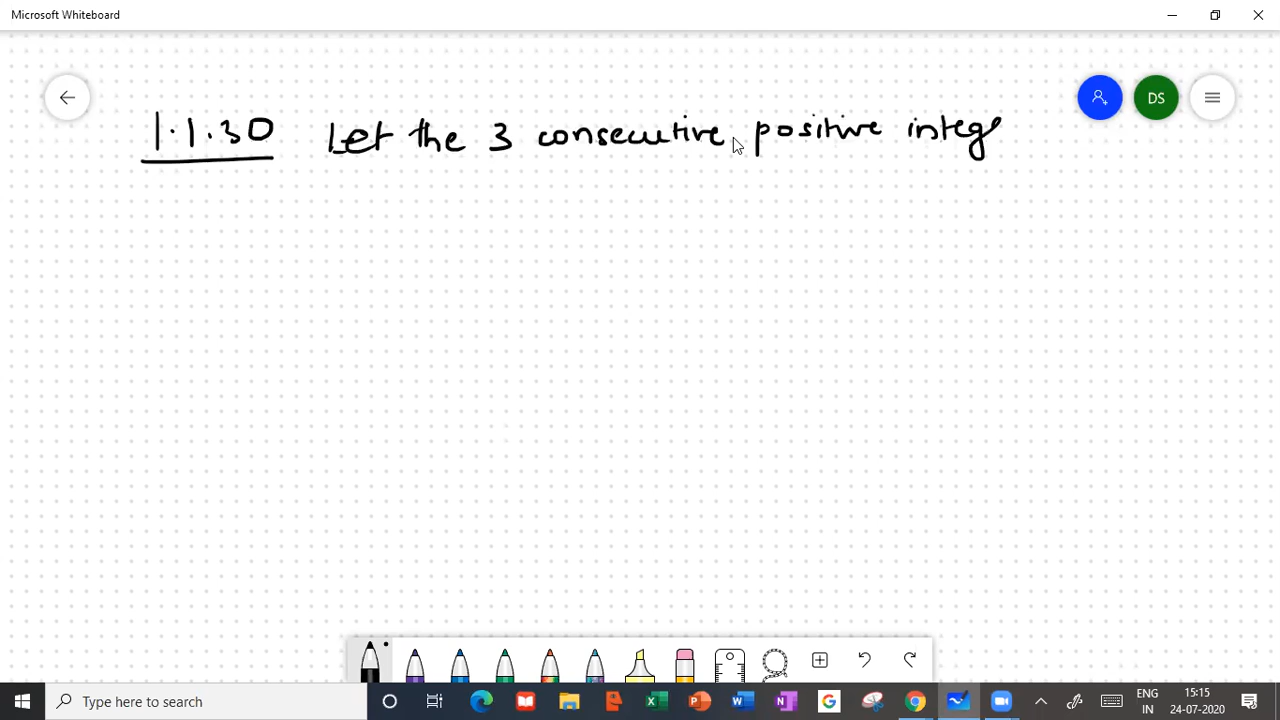 Microsoft Whiteboard
DS
1.1.30 Let the 3 consecutive positive intege
Type here to search
ENG
IN
15:15
24-07-2020